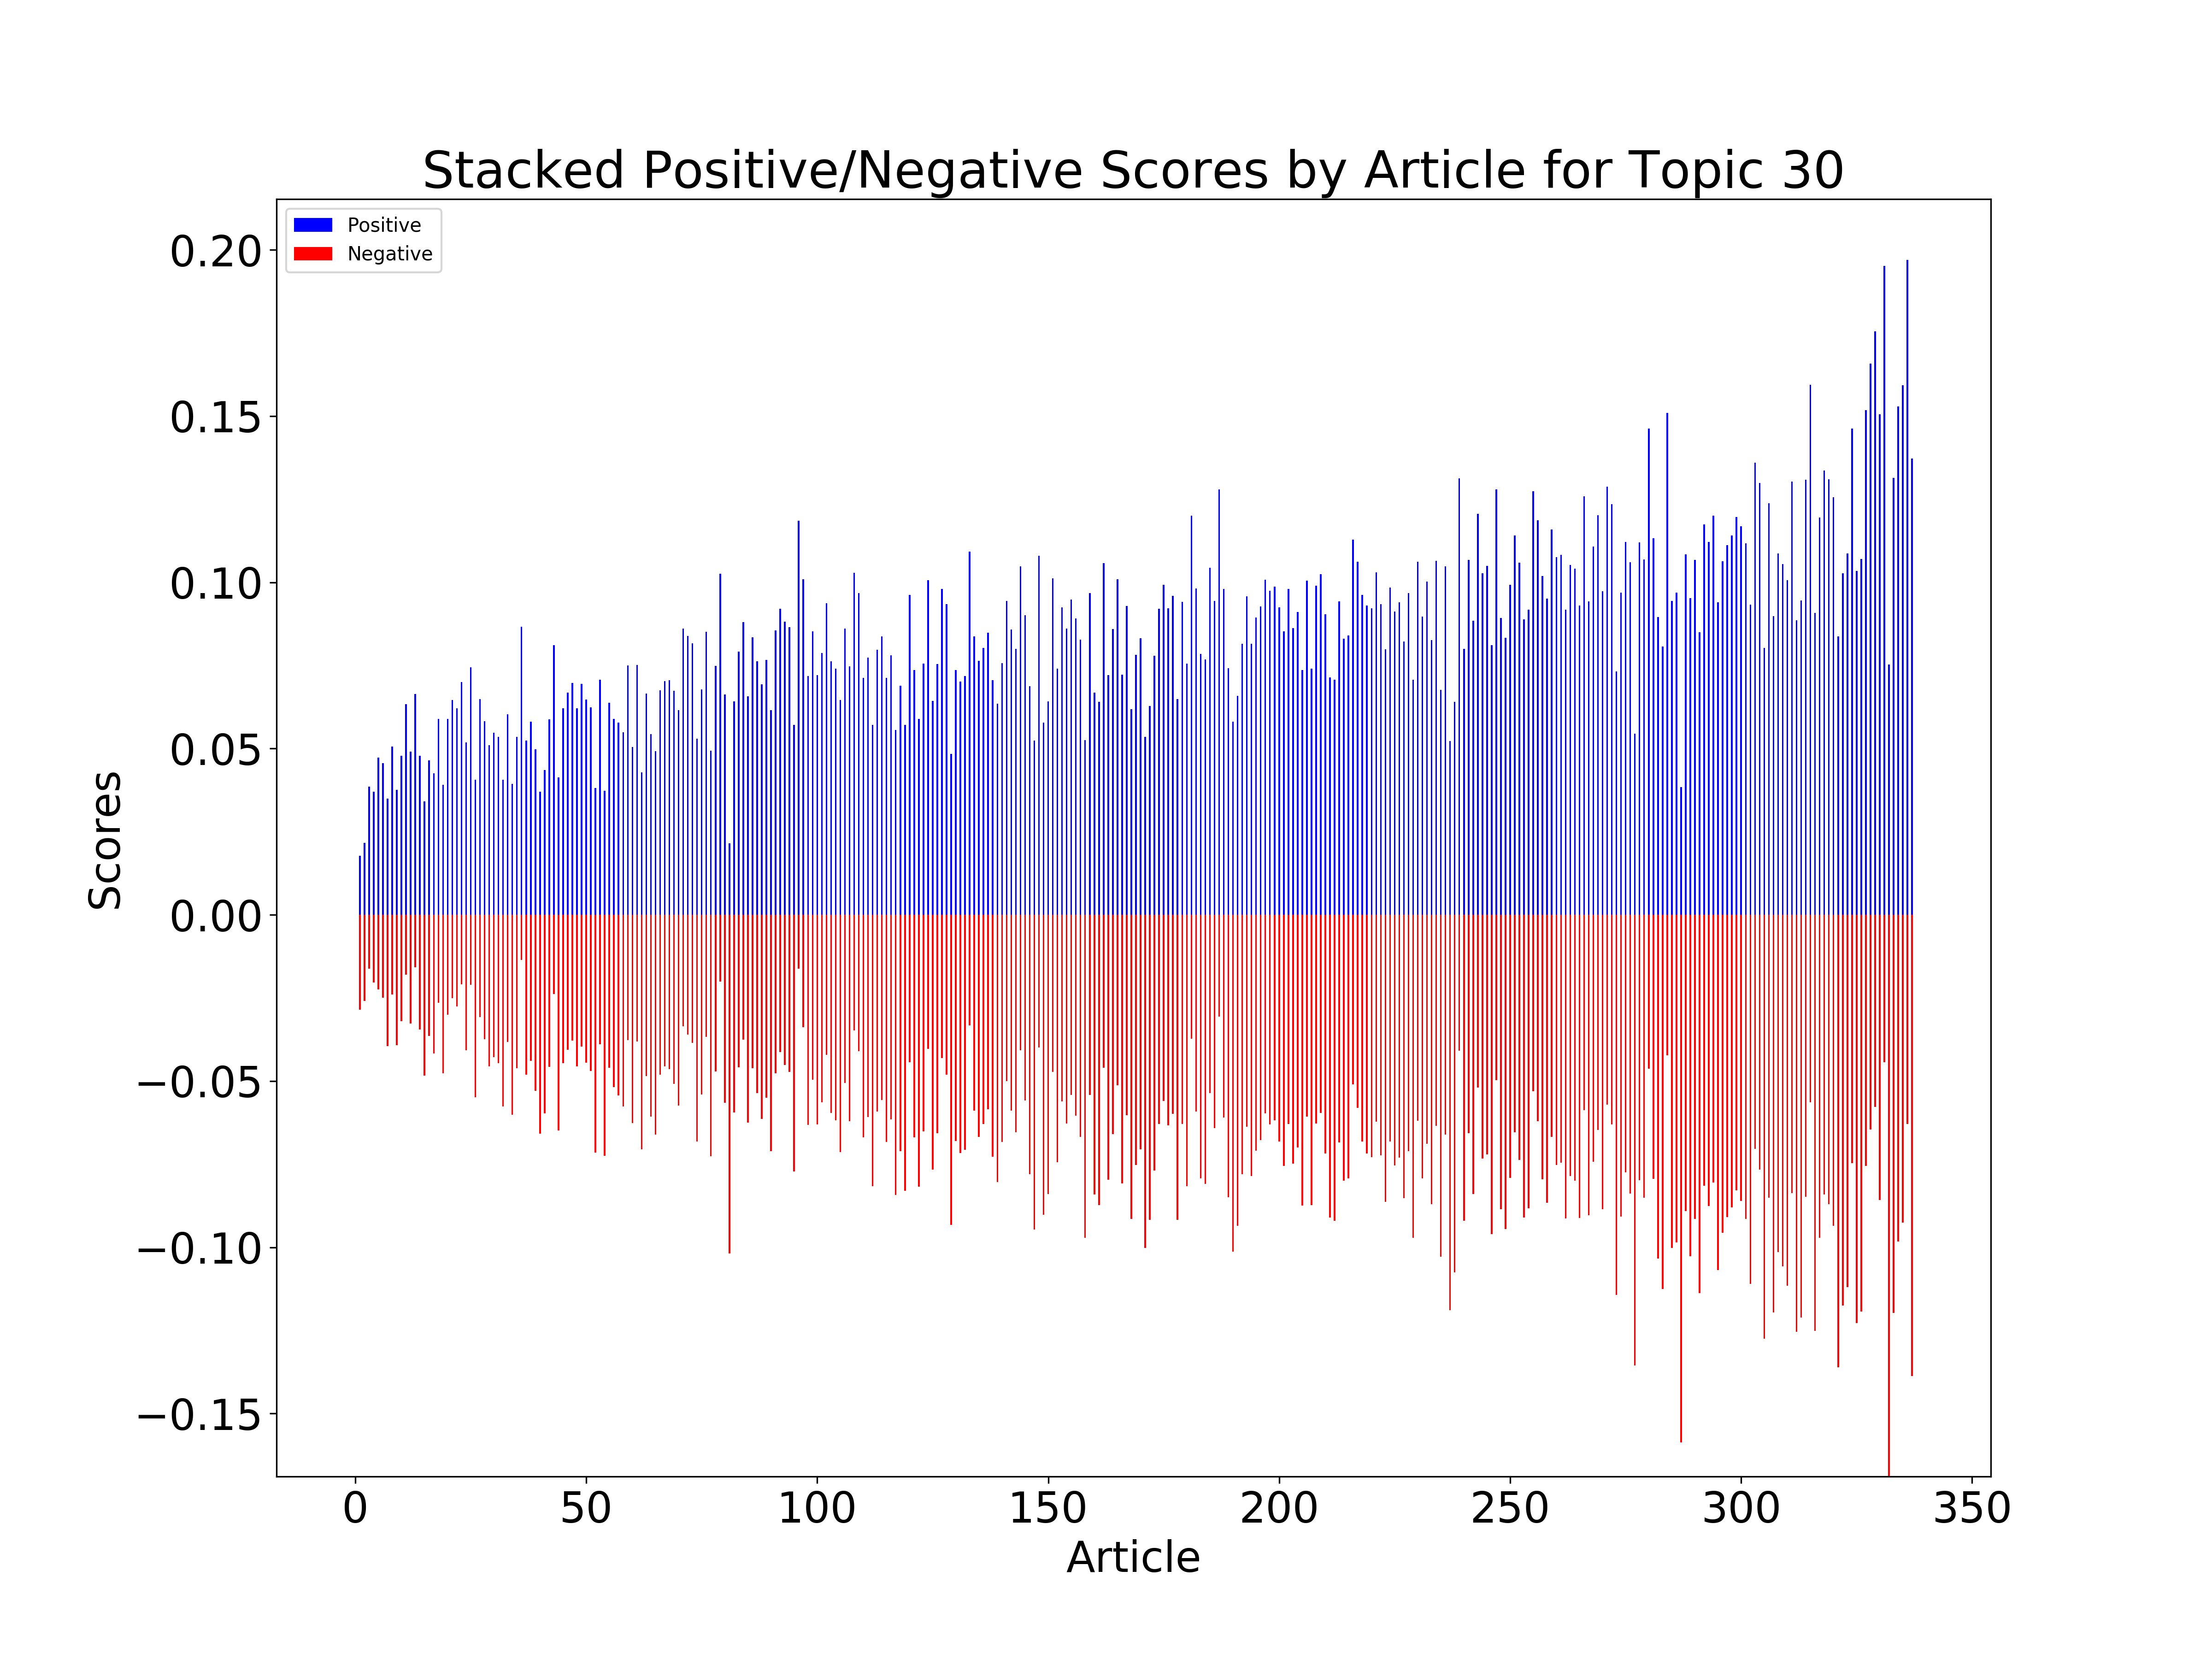 Stacked Positive/Negative Scores by Article for Topic 30
Positive
Negative
0.20
0.15
0.10
0.05
0.00
−0.05
−0.10
−0.15
Scores
0 50 100 150 200 250 300 350
Article